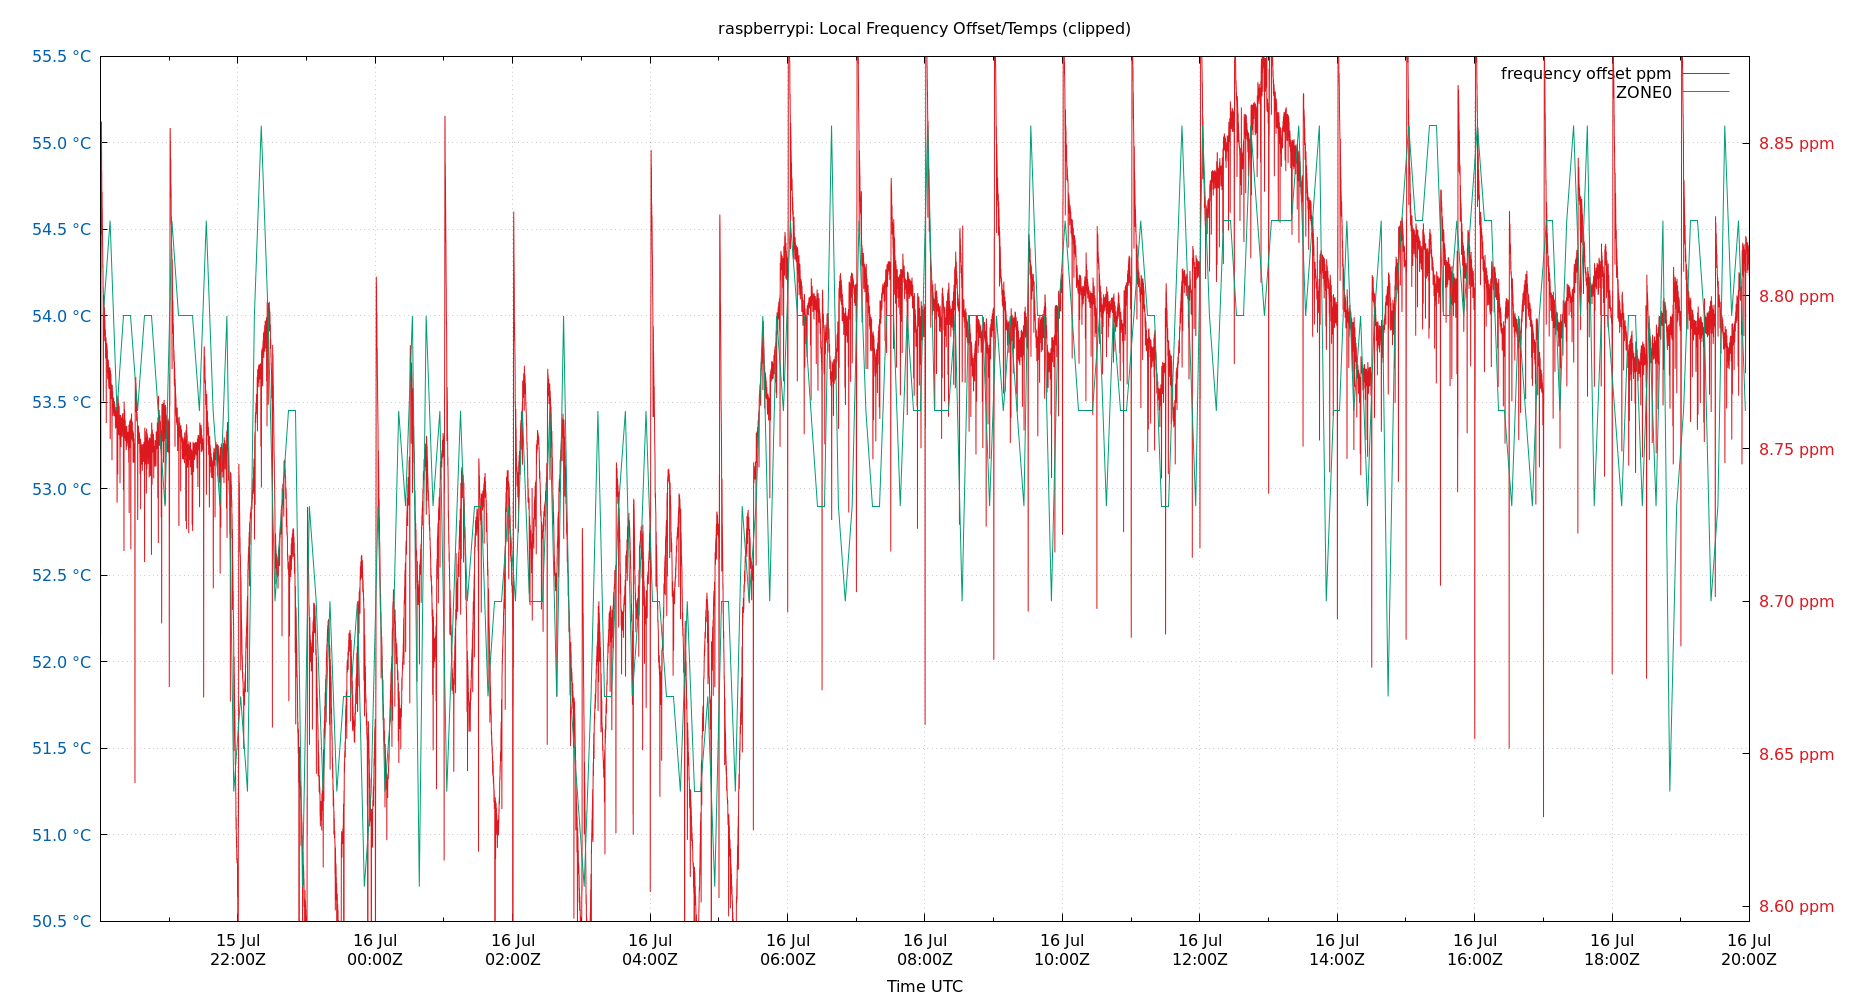 raspberrypi: Local Frequency Offset/Temps (clipped)
frequency offset ppm
ZONE0
55.5 °C
55.0 °C
54.5 °C
54.0 °C
53.5 °C
53.0 °C
52.5 °C
52.0 °C
51.5 °C
51.0 °C
50.5 °C
8.85 ppm
8.80 ppm
8.75 ppm
8.70 ppm
8.65 ppm
8.60 ppm
15 Jul 16 Jul 16 Jul 16 Jul 16 Jul 16 Jul 16 Jul 16 Jul 16 Jul 16 Jul 16 Jul 16 Jul
22:00Z 00:00Z 02:00Z 04:00Z 06:00Z 08:00Z 10:00Z 12:00Z 14:00Z 16:00Z 18:00Z 20:00Z
Time UTC